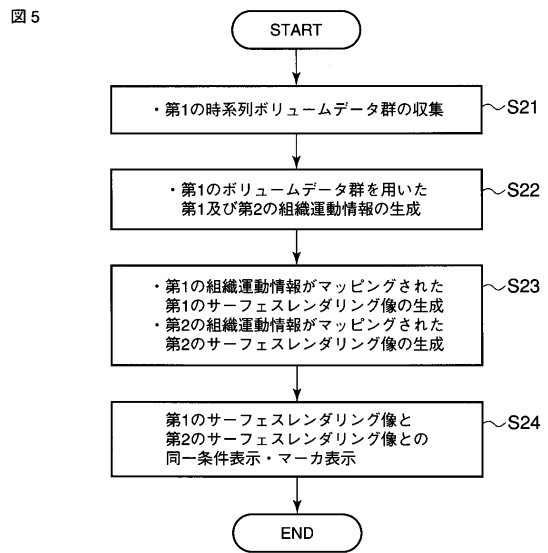 図5
START
・第1の時系列ボリュームデータ群の収集
S21
・第1のボリュームデータ群を用いた
第1及び第2の組織運動情報の生成
S22
・第1の組織運動情報がマッピングされた
第1のサーフェスレンダリング像の生成
・第2の組織運動情報がマッピングされた
第2のサーフェスレンダリング像の生成
S23
第1のサーフェスレンダリング像と
第2のサーフェスレンダリング像との
同一条件表示・マーカ表示
S24
END